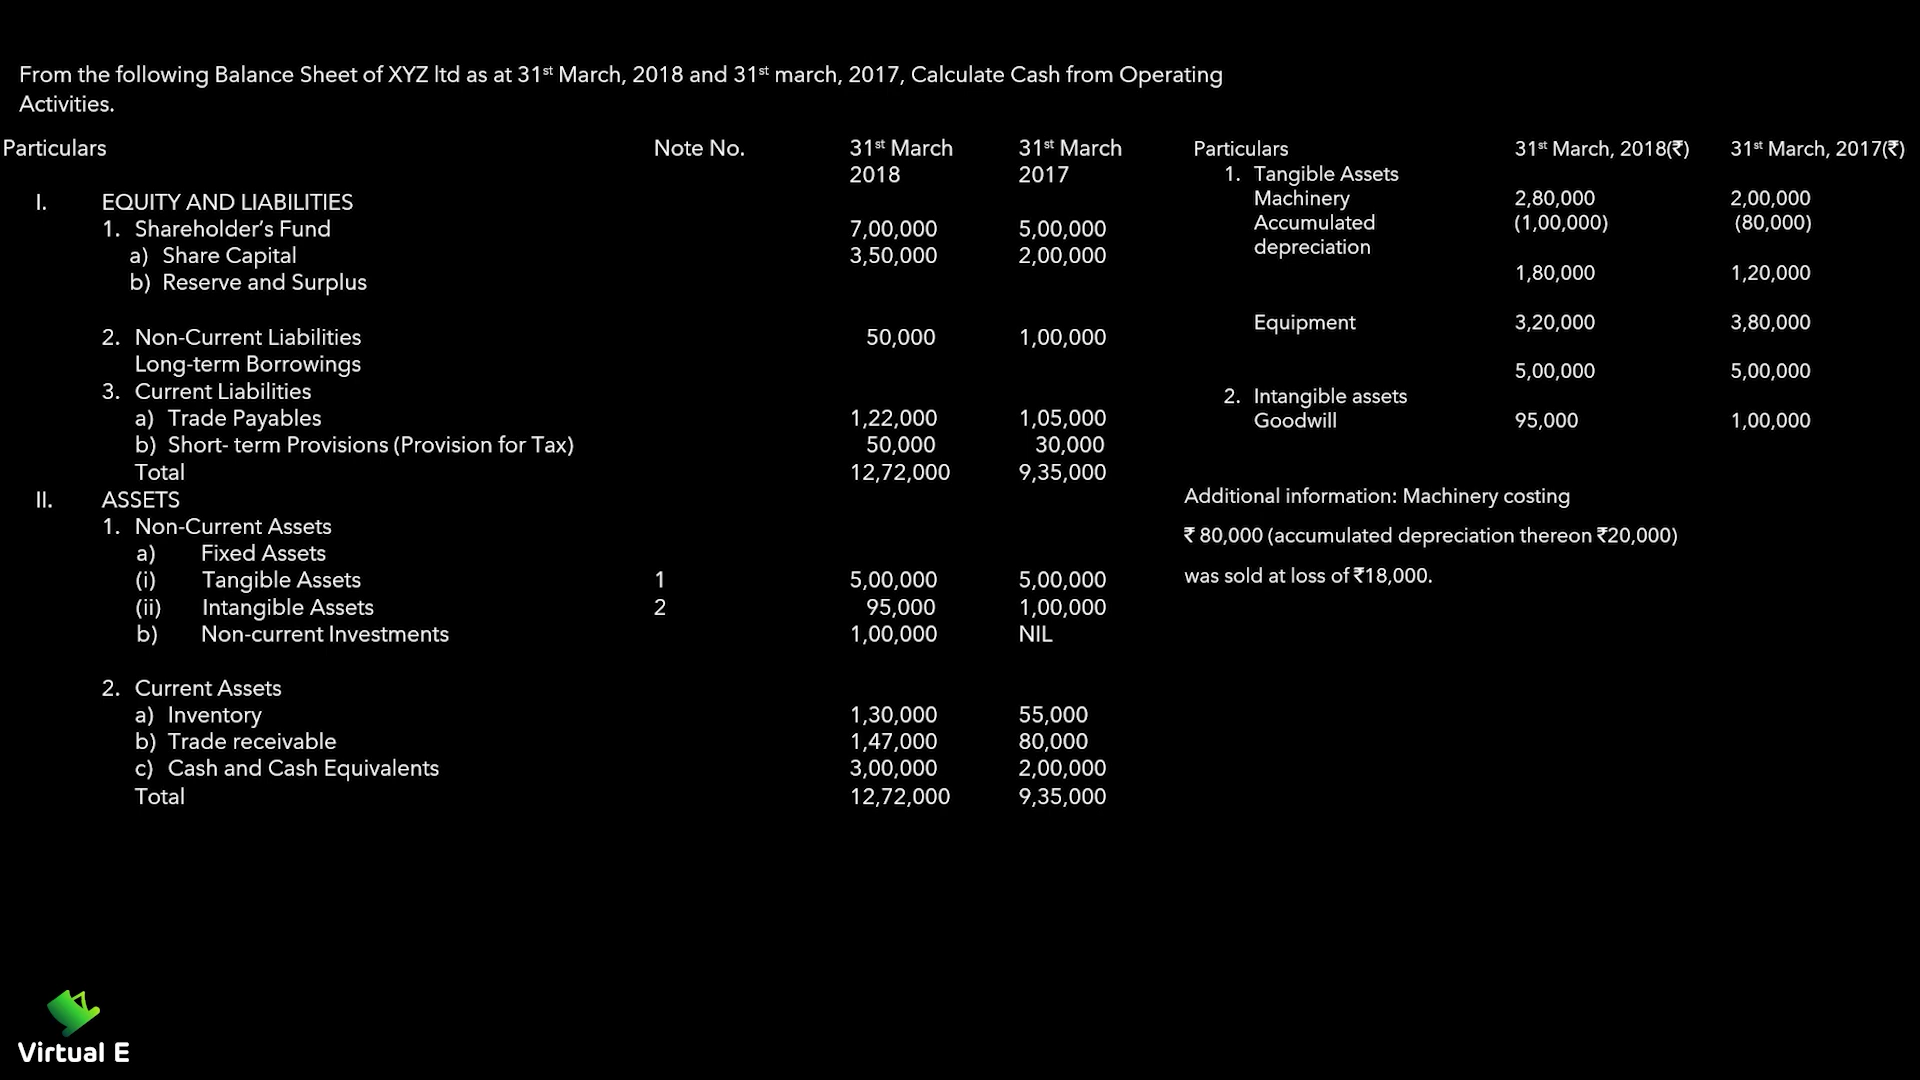 From the following Balance Sheet of XYZ ltd as at 31st March, 2018 and 31st march, 2017, Calculate Cash from Operating
Activities.
Particulars Note No. 31st March 31st March
2018 2017
I. EQUITY AND LIABILITIES
1. Shareholder's Fund 7,00,000 5,00,000
a) Share Capital 3,50,000 2,00,000
b) Reserve and Surplus
2. Non-Current Liabilities 50,000 1,00,000
Long-term Borrowings
3. Current Liabilities
a) Trade Payables 1,22,000 1,05,000
b) Short- term Provisions (Provision for Tax) 50,000 30,000
Total 12,72,000 9,35,000
II. ASSETS
1. Non-Current Assets
a) Fixed Assets
(i) Tangible Assets 1 5,00,000 5,00,000
(ii) Intangible Assets 2 95,000 1,00,000
b) Non-current Investments 1,00,000 NIL
2. Current Assets
a) Inventory 1,30,000 55,000
b) Trade receivable 1,47,000 80,000
c) Cash and Cash Equivalents 3,00,000 2,00,000
Total 12,72,000 9,35,000
Particulars 31st March, 2018(₹) 31st March, 2017(₹)
1. Tangible Assets
Machinery 2,80,000 2,00,000
Accumulated (1,00,000) (80,000)
depreciation
1,80,000 1,20,000
Equipment 3,20,000 3,80,000
5,00,000 5,00,000
2. Intangible assets
Goodwill 95,000 1,00,000
Additional information: Machinery costing
₹ 80,000 (accumulated depreciation thereon ₹20,000)
was sold at loss of ₹18,000.
Virtual E